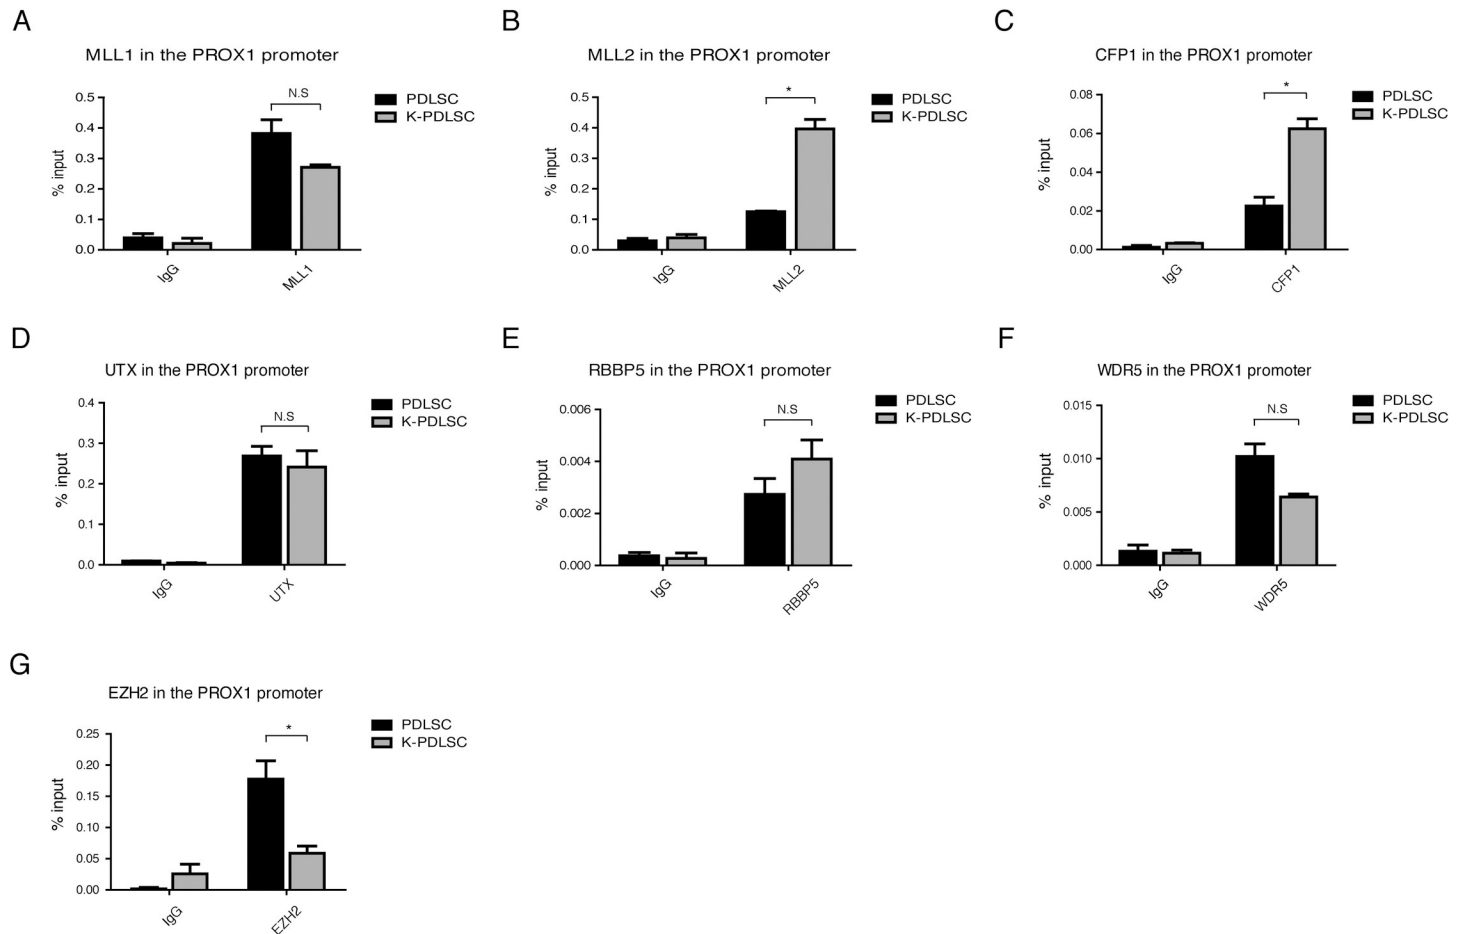 A
MLL1 in the PROX1 promoter
PDLSC
K-PDLSC
N.S
% input
0.5
0.4
0.3
0.2
0.1
0.0
IgG
MLL1
B
MLL2 in the PROX1 promoter
PDLSC
K-PDLSC
*
% input
0.5
0.4
0.3
0.2
0.1
0.0
IgG
MLL2
C
CFP1 in the PROX1 promoter
PDLSC
K-PDLSC
*
% input
0.08
0.06
0.04
0.02
0.00
IgG
CFP1
D
UTX in the PROX1 promoter
PDLSC
K-PDLSC
N.S
% input
0.4
0.3
0.2
0.1
0.0
IgG
UTX
E
RBBP5 in the PROX1 promoter
PDLSC
K-PDLSC
N.S
% input
0.006
0.004
0.002
0.000
IgG
RBBP5
F
WDR5 in the PROX1 promoter
PDLSC
K-PDLSC
N.S
% input
0.015
0.010
0.005
0.000
IgG
WDR5
G
EZH2 in the PROX1 promoter
PDLSC
K-PDLSC
*
% input
0.25
0.20
0.15
0.10
0.05
0.00
IgG
EZH2